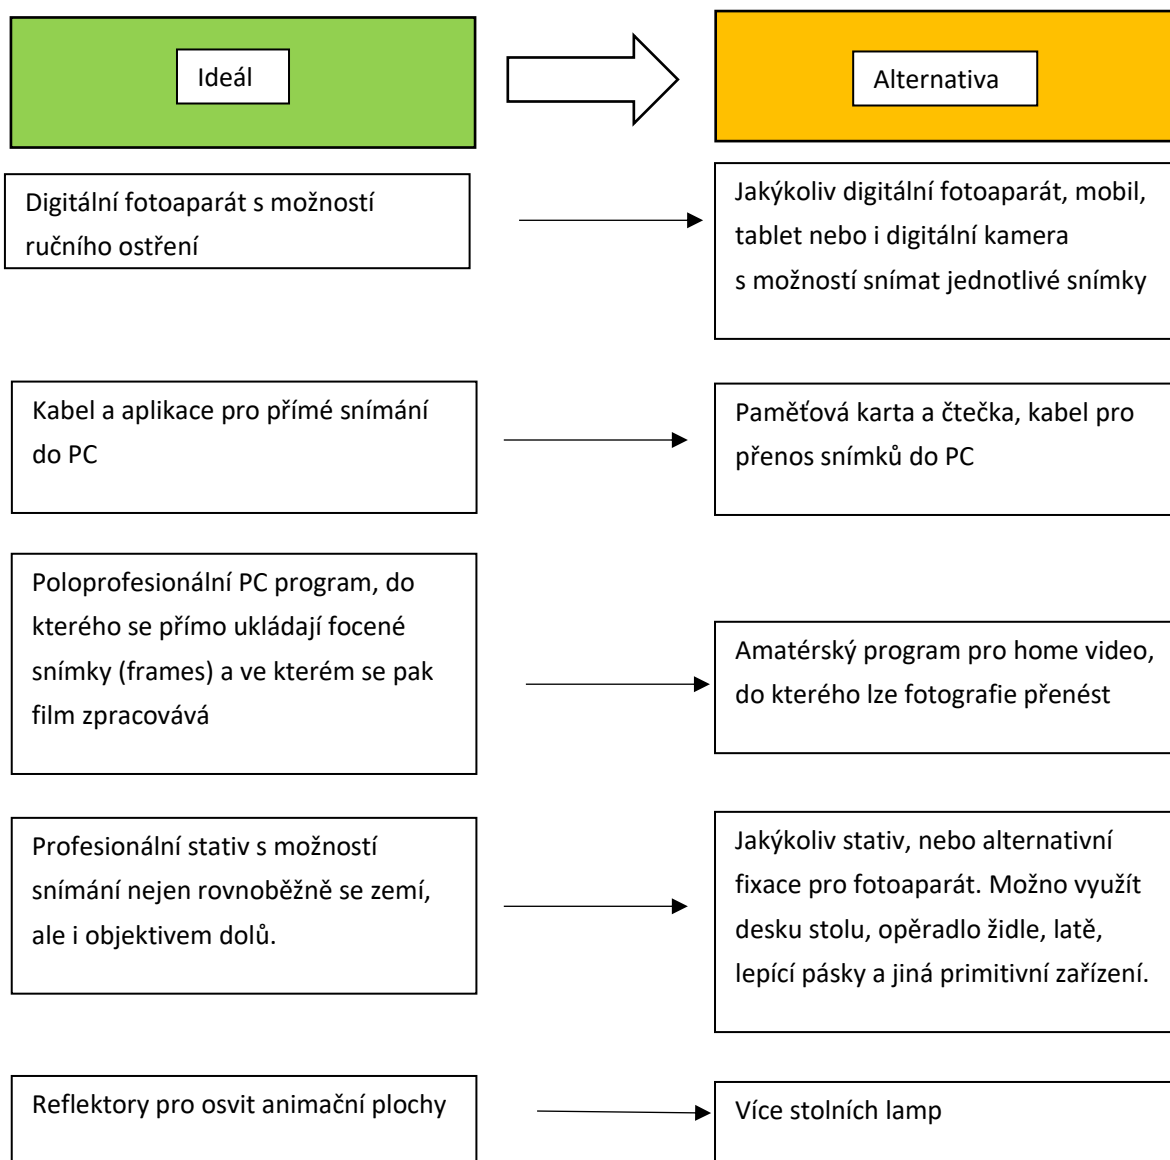 Ideál
Alternativa
Digitální fotoaparát s možností
ručního ostření
Jakýkoliv digitální fotoaparát, mobil,
tablet nebo i digitální kamera
s možností snímat jednotlivé snímky
Kabel a aplikace pro přímé snímání
do PC
Paměťová karta a čtečka, kabel pro
přenos snímků do PC
Poloprofesionální PC program, do
kterého se přímo ukládají focené
snímky (frames) a ve kterém se pak
film zpracovává
Amatérský program pro home video,
do kterého lze fotografie přenést
Profesionální stativ s možností
snímání nejen rovnoběžně se zemí,
ale i objektivem dolů.
Jakýkoliv stativ, nebo alternativní
fixace pro fotoaparát. Možno využít
desku stolu, opěradlo židle, latě,
lepící pásky a jiná primitivní zařízení.
Reflektory pro osvit animační plochy
Více stolních lamp